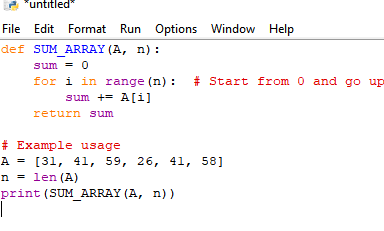 *untitled*
File Edit Format Run Options Window Help
def SUM_ARRAY(A, n):
    sum = 0
    for i in range(n):  # Start from 0 and go up
        sum += A[i]
    return sum

# Example usage
A = [31, 41, 59, 26, 41, 58]
n = len(A)
print(SUM_ARRAY(A, n))